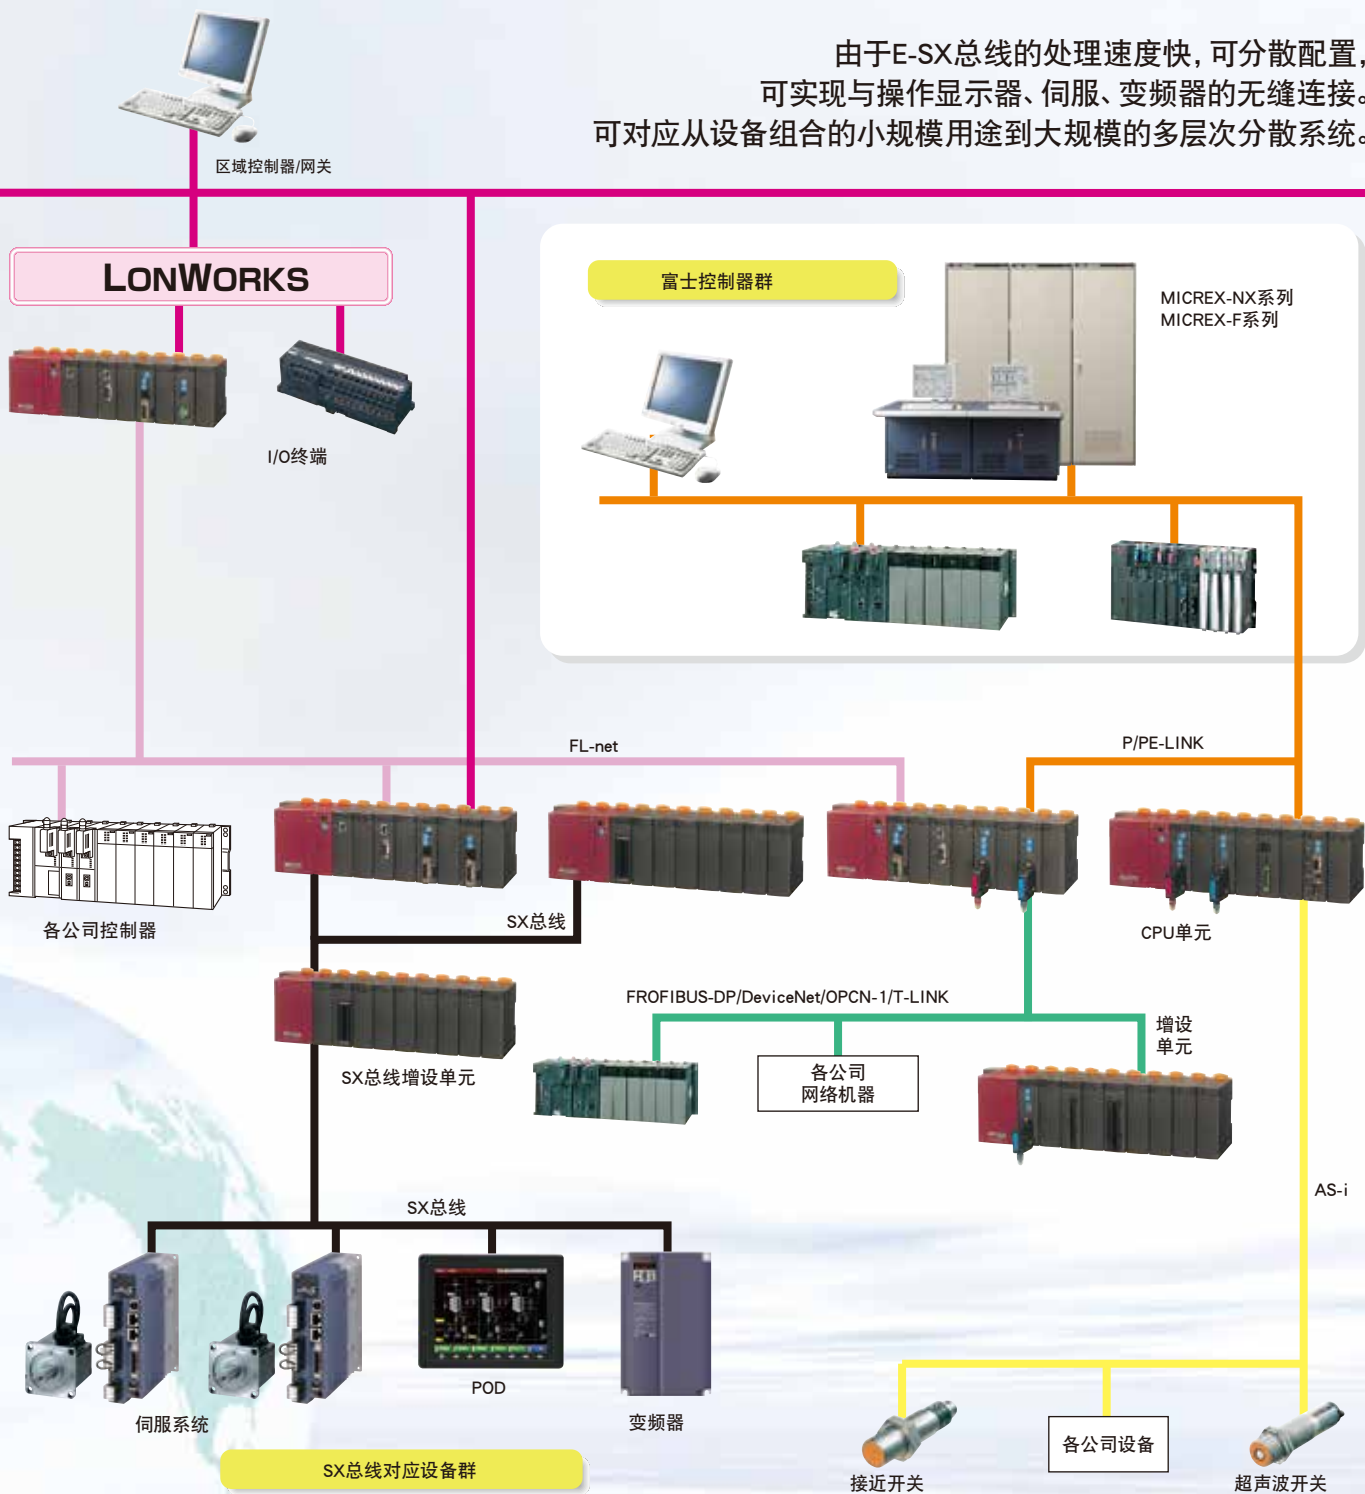 由于E-SX总线的处理速度快,可分散配置,
可实现与操作显示器、伺服、变频器的无缝连接。
可对应从设备组合的小规模用途到大规模的多层次分散系统。
区域控制器/网关
LONWORKS
富士控制器群
MICREX-NX系列
MICREX-F系列
I/O终端
FL-net
P/PE-LINK
各公司控制器
SX总线
CPU单元
FROFIBUS-DP/DeviceNet/OPCN-1/T-LINK
增设
单元
SX总线增设单元
各公司
网络机器
AS-i
SX总线
POD
伺服系统
变频器
各公司设备
接近开关
超声波开关
SX总线对应设备群